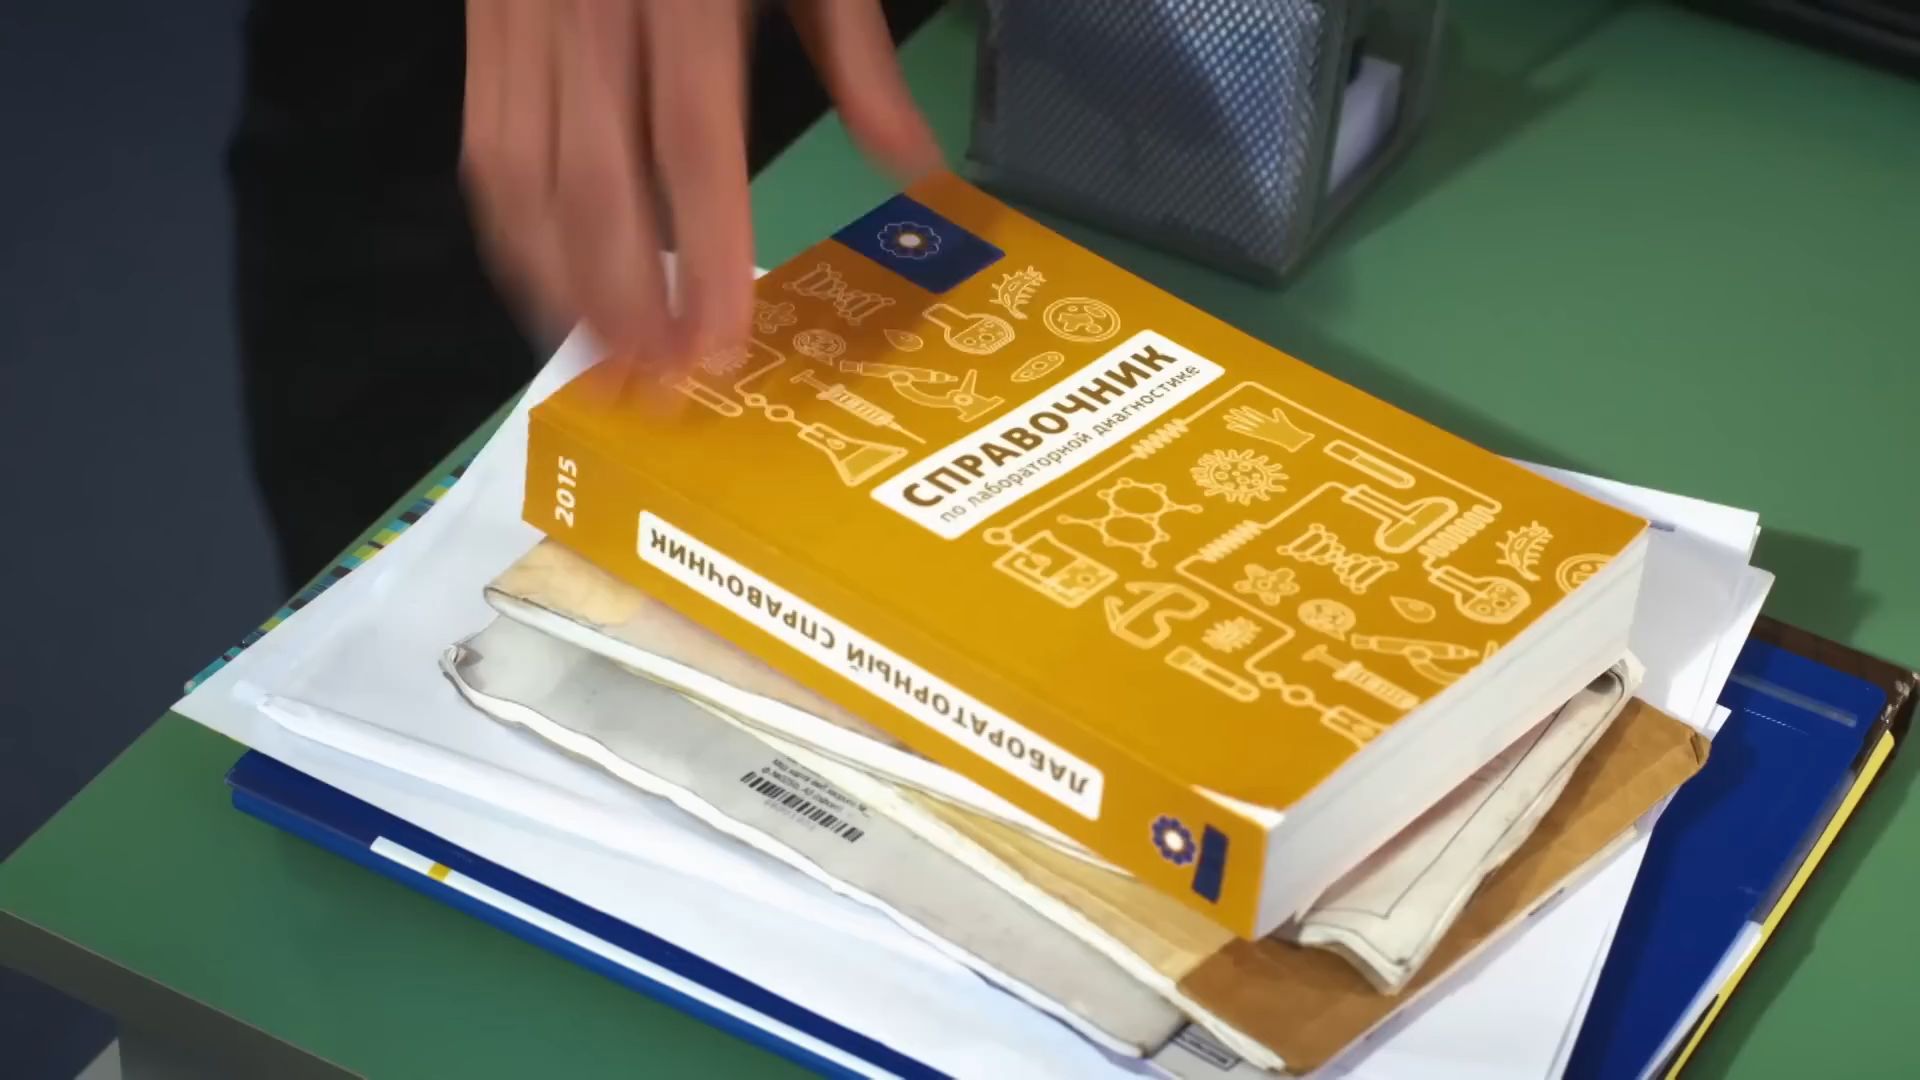 СПРАВОЧНИК
по лабораторной диагностике
2015
ЛАБОРАТОРНЫЙ СПРАВОЧНИК